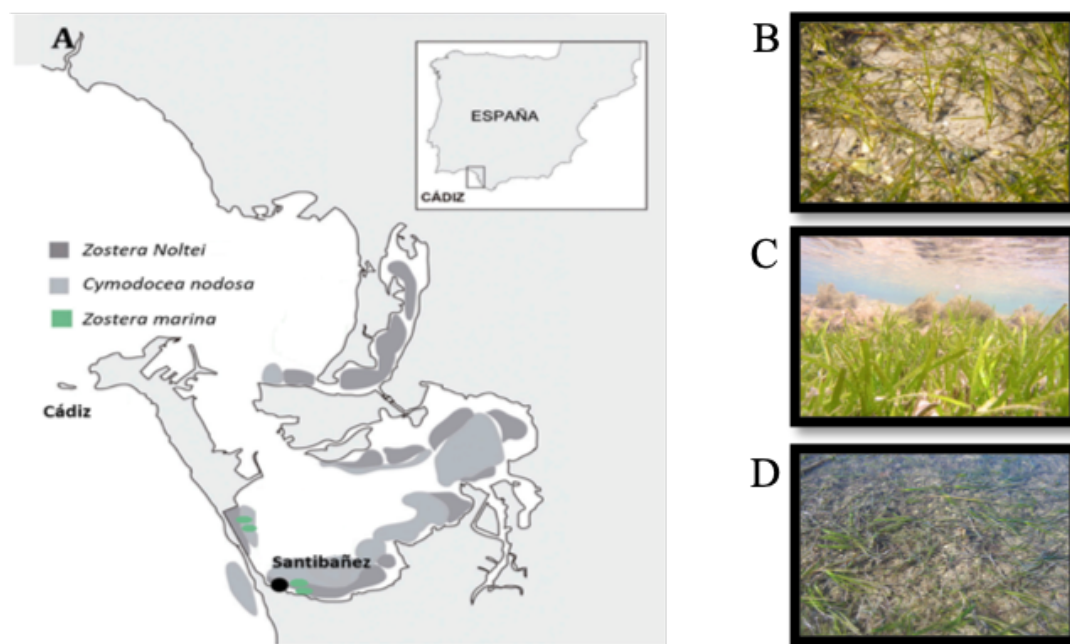 A
ESPAÑA
CÁDIZ
Zostera Noltei
Cymodocea nodosa
Zostera marina
Cádiz
Santibañez
B
C
D